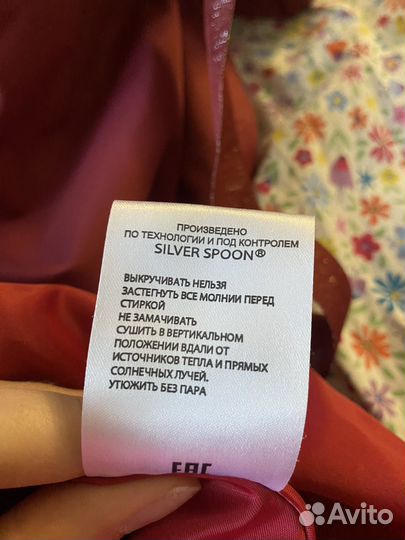 ПРОИЗВЕДЕНО
ПО ТЕХНОЛОГИИ И ПОД КОНТРОЛЕМ
SILVER SPOON®
ВЫКРУЧИВАТЬ НЕЛЬЗЯ
ЗАСТЕГНУТЬ ВСЕ МОЛНИИ ПЕРЕД
СТИРКОЙ
НЕ ЗАМАЧИВАТЬ
СУШИТЬ В ВЕРТИКАЛЬНОМ
ПОЛОЖЕНИИ ВДАЛИ ОТ
ИСТОЧНИКОВ ТЕПЛА И ПРЯМЫХ
СОЛНЕЧНЫХ ЛУЧЕЙ.
УТЮЖИТЬ БЕЗ ПАРА
EAC
Avito